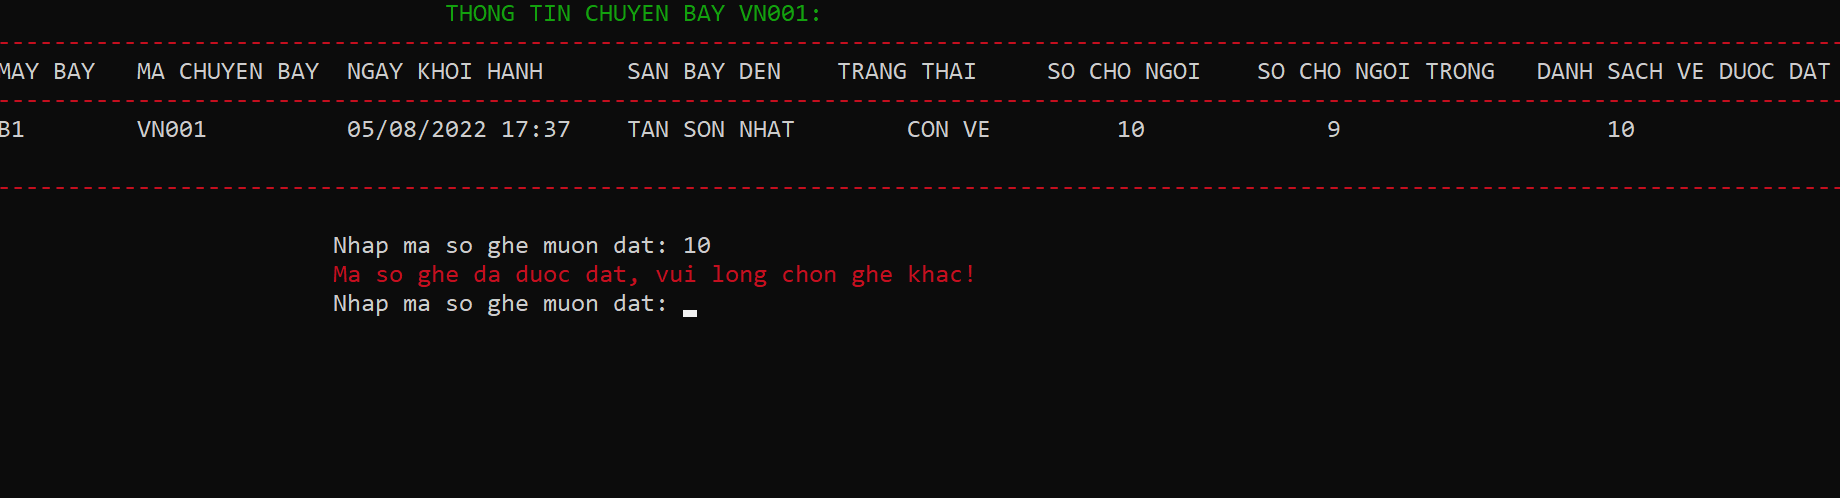 THONG TIN CHUYEN BAY VN001:
MAY BAY MA CHUYEN BAY NGAY KHOI HANH SAN BAY DEN TRANG THAI SO CHO NGOI SO CHO NGOI TRONG DANH SACH VE DUOC DAT
B1 VN001 05/08/2022 17:37 TAN SON NHAT CON VE 10 9 10
Nhap ma so ghe muon dat: 10
Ma so ghe da duoc dat, vui long chon ghe khac!
Nhap ma so ghe muon dat: